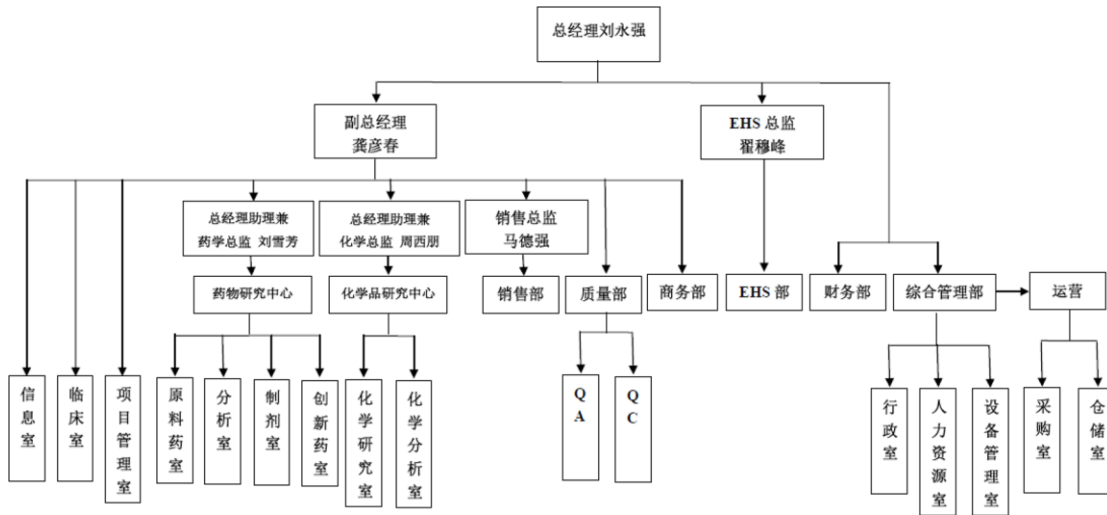 总经理刘永强
副总经理
龚彦春
EHS 总监
翟穆峰
总经理助理兼
药学总监 刘雪芳
总经理助理兼
化学总监 周西朋
销售总监
马德强
药物研究中心
化学品研究中心
销售部
质量部
商务部
EHS 部
财务部
综合管理部
运营
信息室
临床室
项目管理室
原料药室
分析室
制剂室
创新药室
化学研究室
化学分析室
QA
QC
行政室
人力资源室
设备管理室
采购室
仓储室